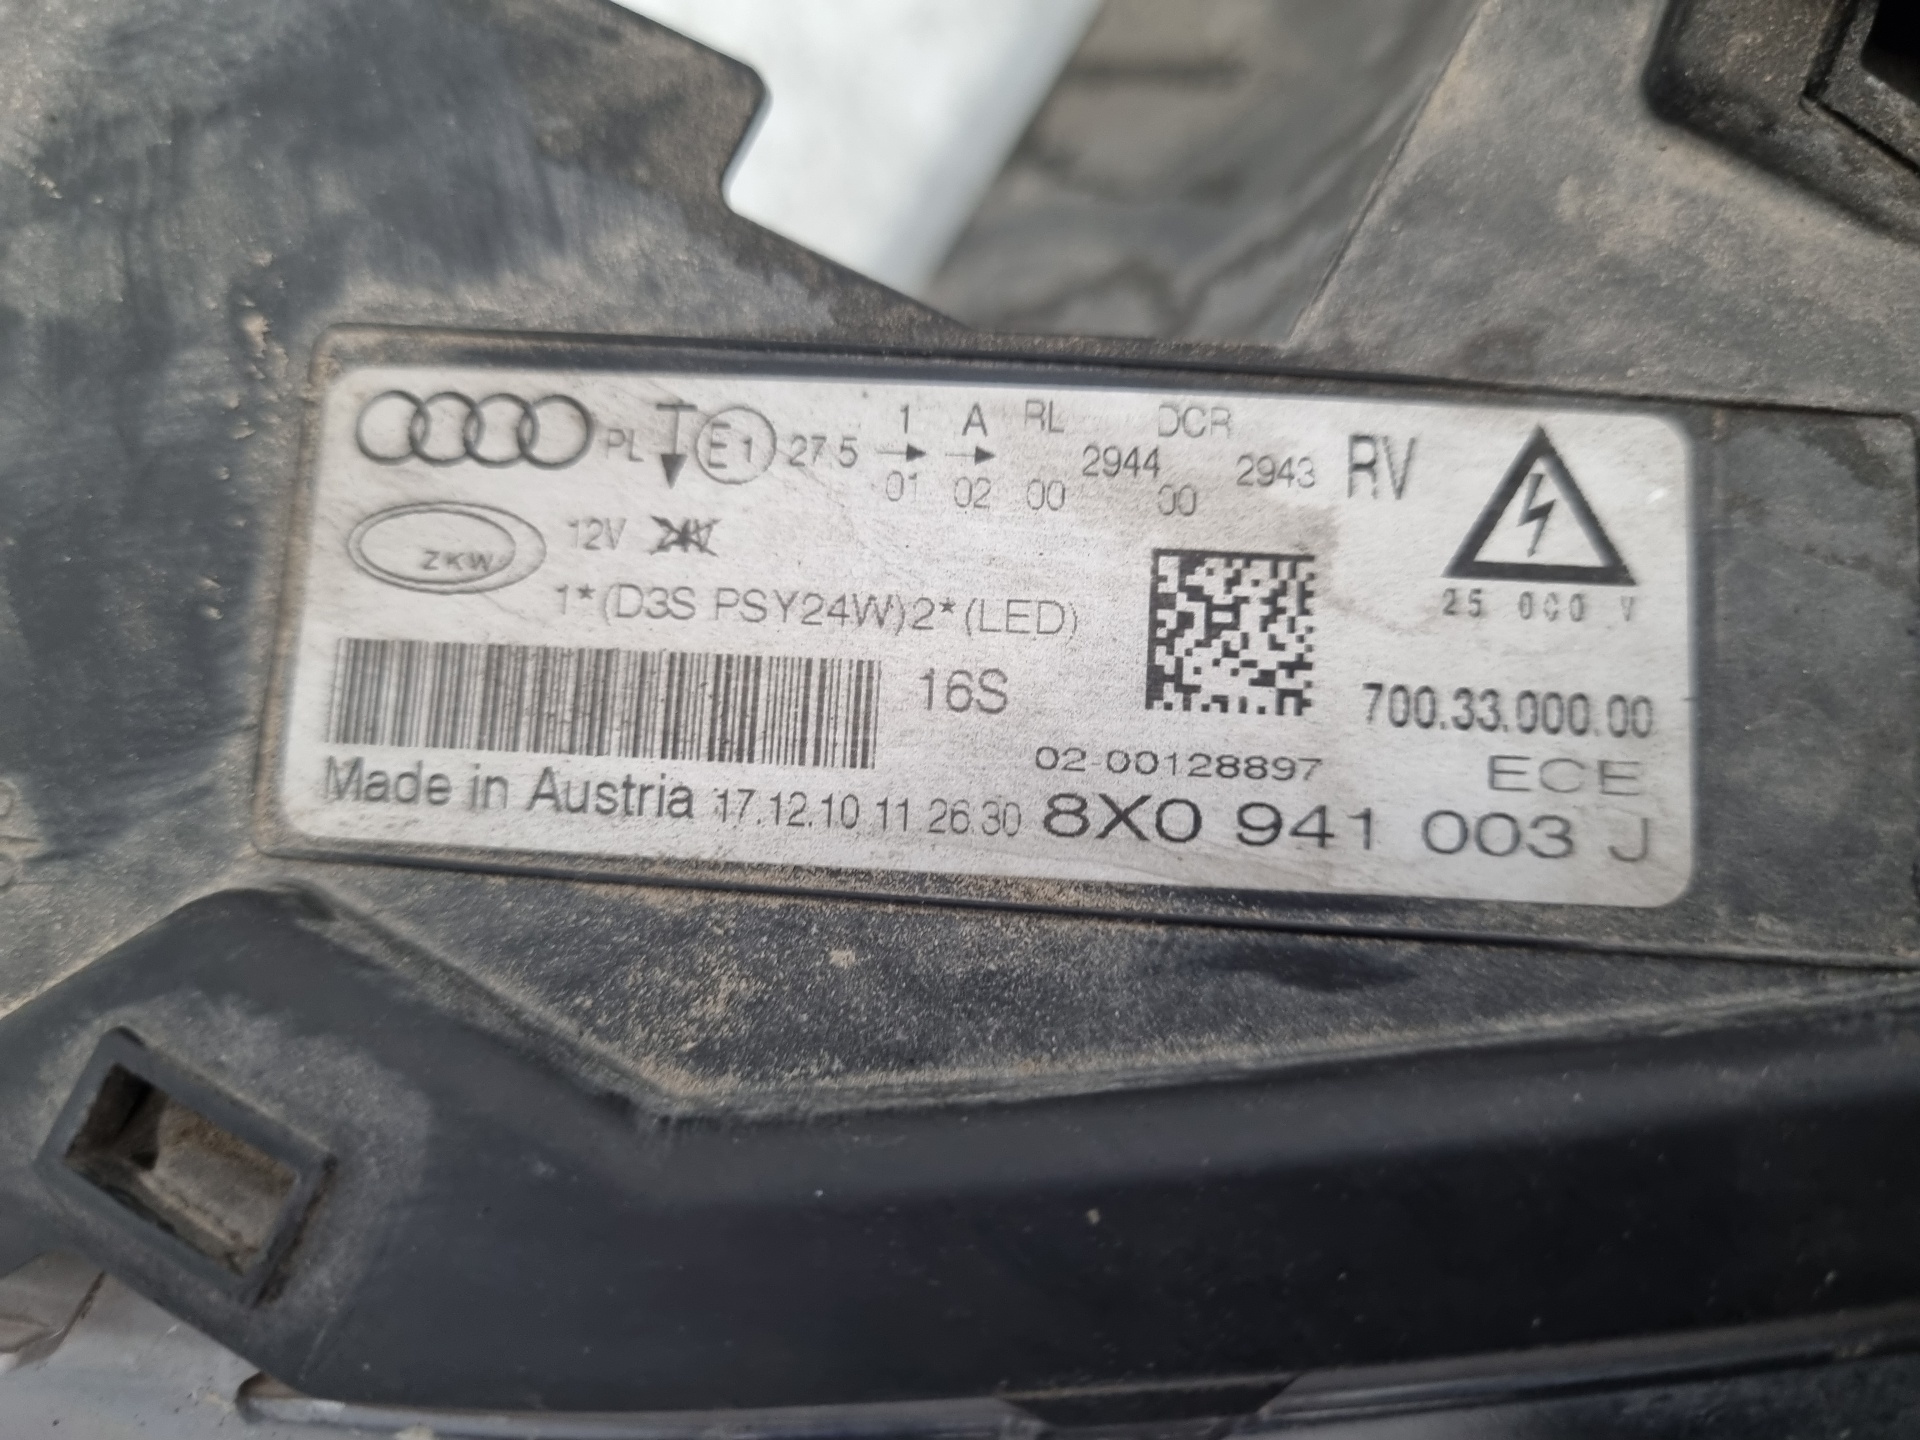 PL E1 27.5 → 1 01 → A 02 RL 00 2944 DCR 00 2943 RV
ZKW 12V 24V
1*(D3S PSY24W)2*(LED)
25 000 V
16S
700.33.000.00
02-00128897 ECE
Made in Austria 17.12.10 11 26.30 8X0 941 003 J